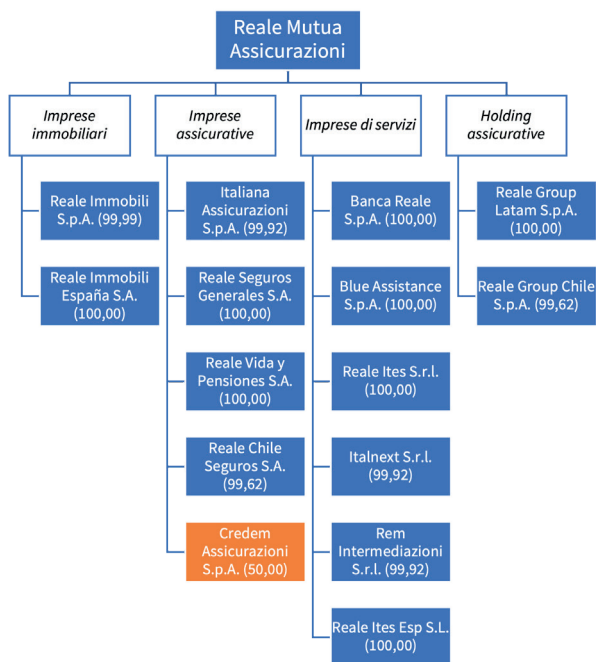 Reale Mutua
Assicurazioni
Imprese
immobiliari
Imprese
assicurative
Imprese di servizi
Holding
assicurative
Reale Immobili
S.p.A. (99,99)
Reale Immobili
España S.A.
(100,00)
Italiana
Assicurazioni
S.p.A. (99,92)
Reale Seguros
Generales S.A.
(100,00)
Reale Vida y
Pensiones S.A.
(100,00)
Reale Chile
Seguros S.A.
(99,62)
Credem
Assicurazioni
S.p.A. (50,00)
Banca Reale
S.p.A. (100,00)
Blue Assistance
S.p.A. (100,00)
Reale Ites S.r.l.
(100,00)
Italnext S.r.l.
(99,92)
Rem
Intermediazioni
S.r.l. (99,92)
Reale Ites Esp S.L.
(100,00)
Reale Group
Latam S.p.A.
(100,00)
Reale Group Chile
S.p.A. (99,62)